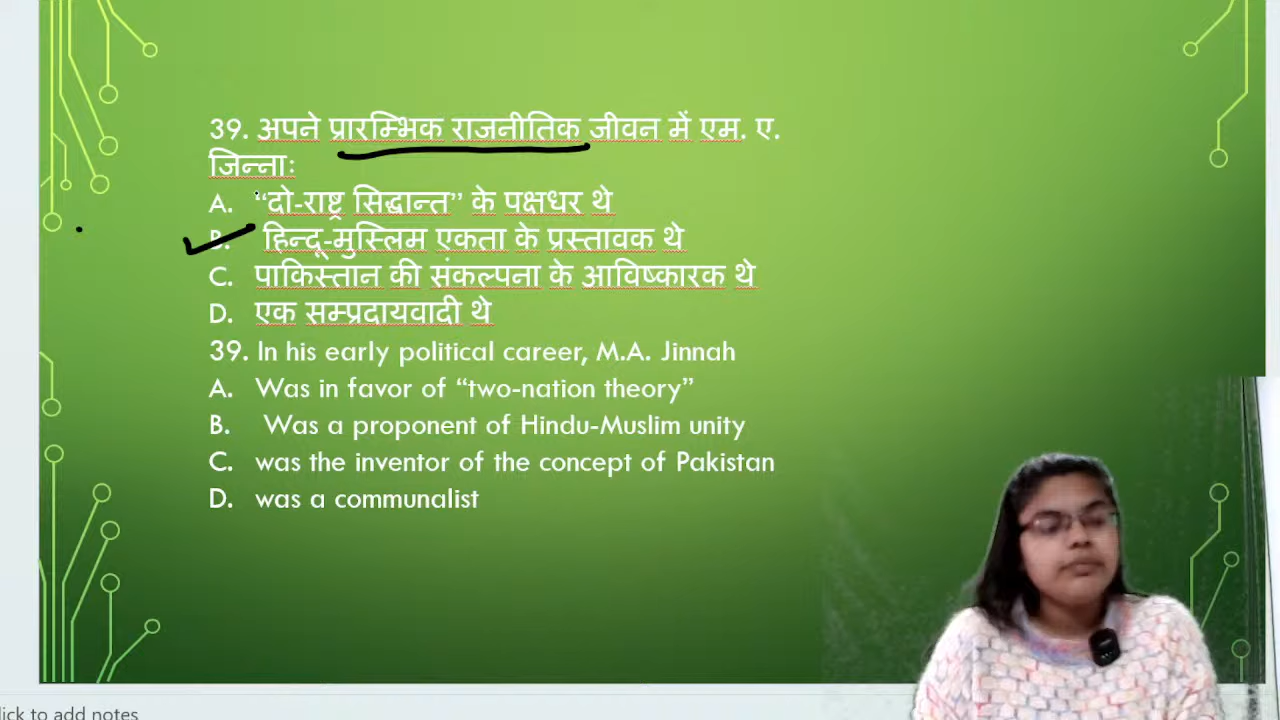 39. अपने प्रारम्भिक राजनीतिक जीवन में एम. ए.
जिन्नाः
A. “दो-राष्ट्र सिद्धान्त” के पक्षधर थे
B. हिन्दू-मुस्लिम एकता के प्रस्तावक थे
C. पाकिस्तान की संकल्पना के आविष्कारक थे
D. एक सम्प्रदायवादी थे
39. In his early political career, M.A. Jinnah
A. Was in favor of “two-nation theory”
B. Was a proponent of Hindu-Muslim unity
C. was the inventor of the concept of Pakistan
D. was a communalist
lick to add notes